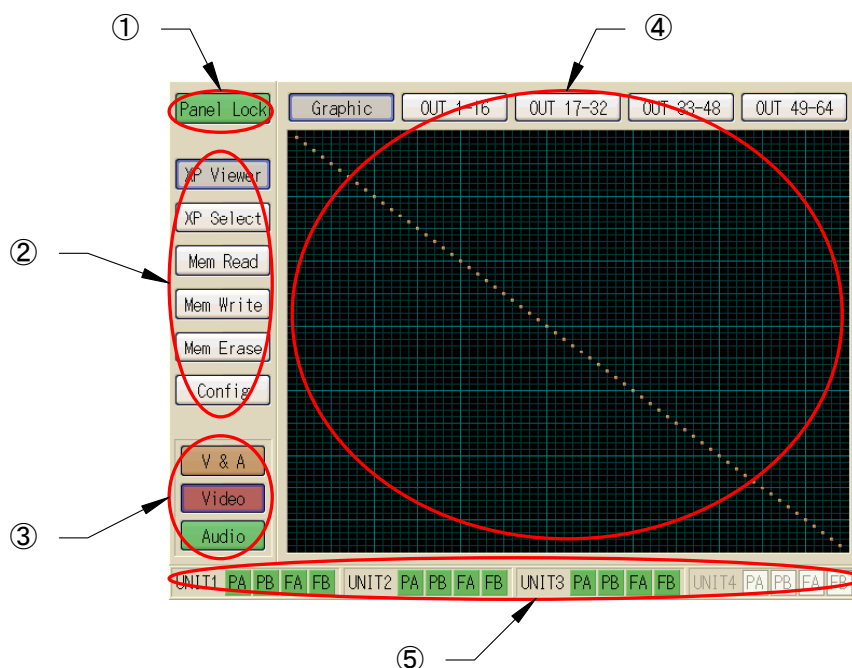 ① ④
Panel Lock
Graphic OUT 1-16 OUT 17-32 OUT 33-48 OUT 49-64
②
XP Viewer
XP Select
Mem Read
Mem Write
Mem Erase
Config
③
V & A
Video
Audio
UNIT1 PA PB FA FB UNIT2 PA PB FA FB UNIT3 PA PB FA FB UNIT4 PA PB FA FB
⑤